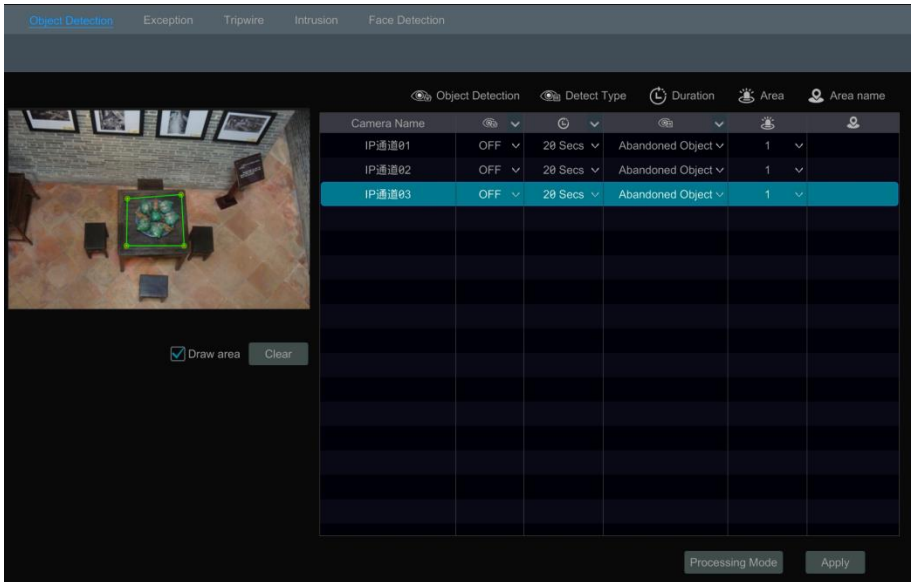 Object Detection Exception Tripwire Intrusion Face Detection
Object Detection Detect Type Duration Area Area name
Camera Name
IP通道01 OFF 20 Secs Abandoned Object 1
IP通道02 OFF 20 Secs Abandoned Object 1
IP通道03 OFF 20 Secs Abandoned Object 1
Draw area Clear
Processing Mode Apply